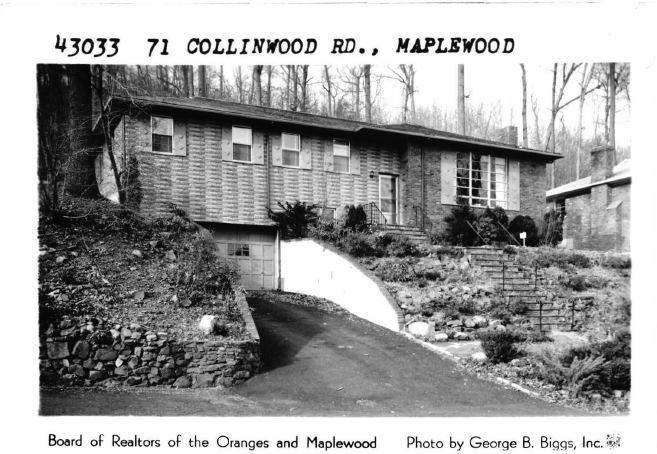 43033 71 COLLINWOOD RD., MAPLEWOOD
Board of Realtors of the Oranges and Maplewood Photo by George B. Biggs, Inc.